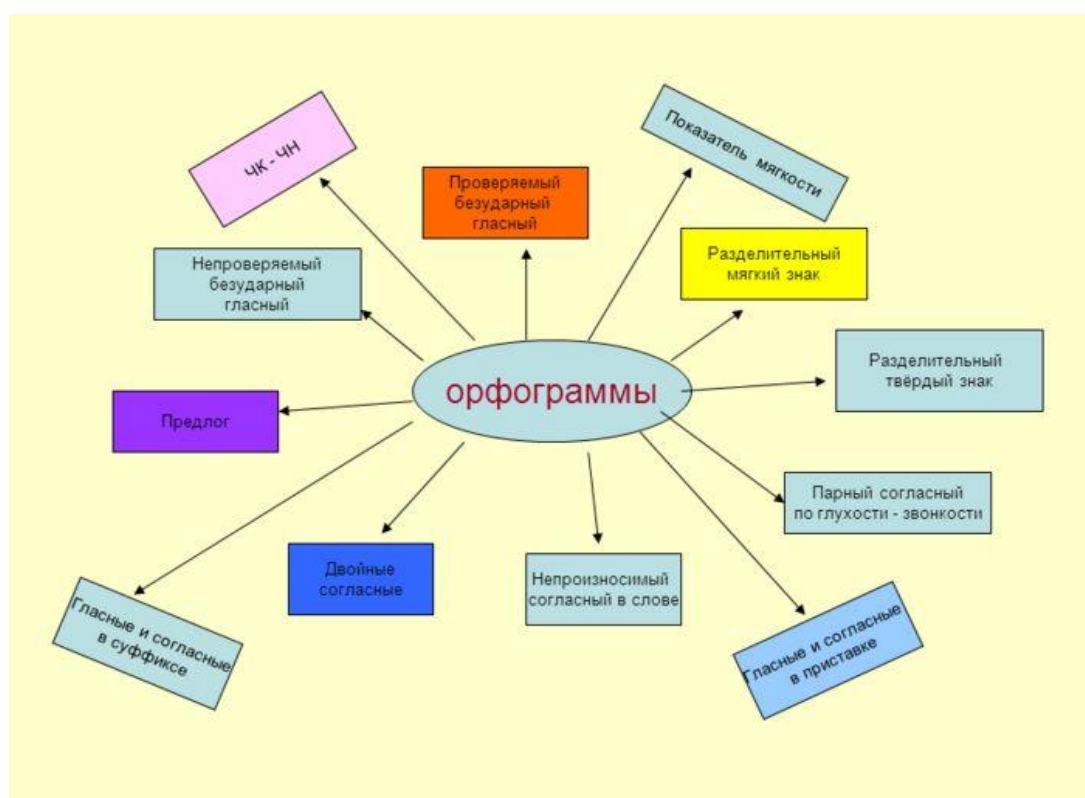 ЧК - ЧН
Показатель мягкости
Проверяемый
безударный
гласный
Непроверяемый
безударный
гласный
Разделительный
мягкий знак
Разделительный
твёрдый знак
орфограммы
Предлог
Парный согласный
по глухости - звонкости
Двойные
согласные
Непроизносимый
согласный в слове
Гласные и согласные
в суффиксе
Гласные и согласные
в приставке